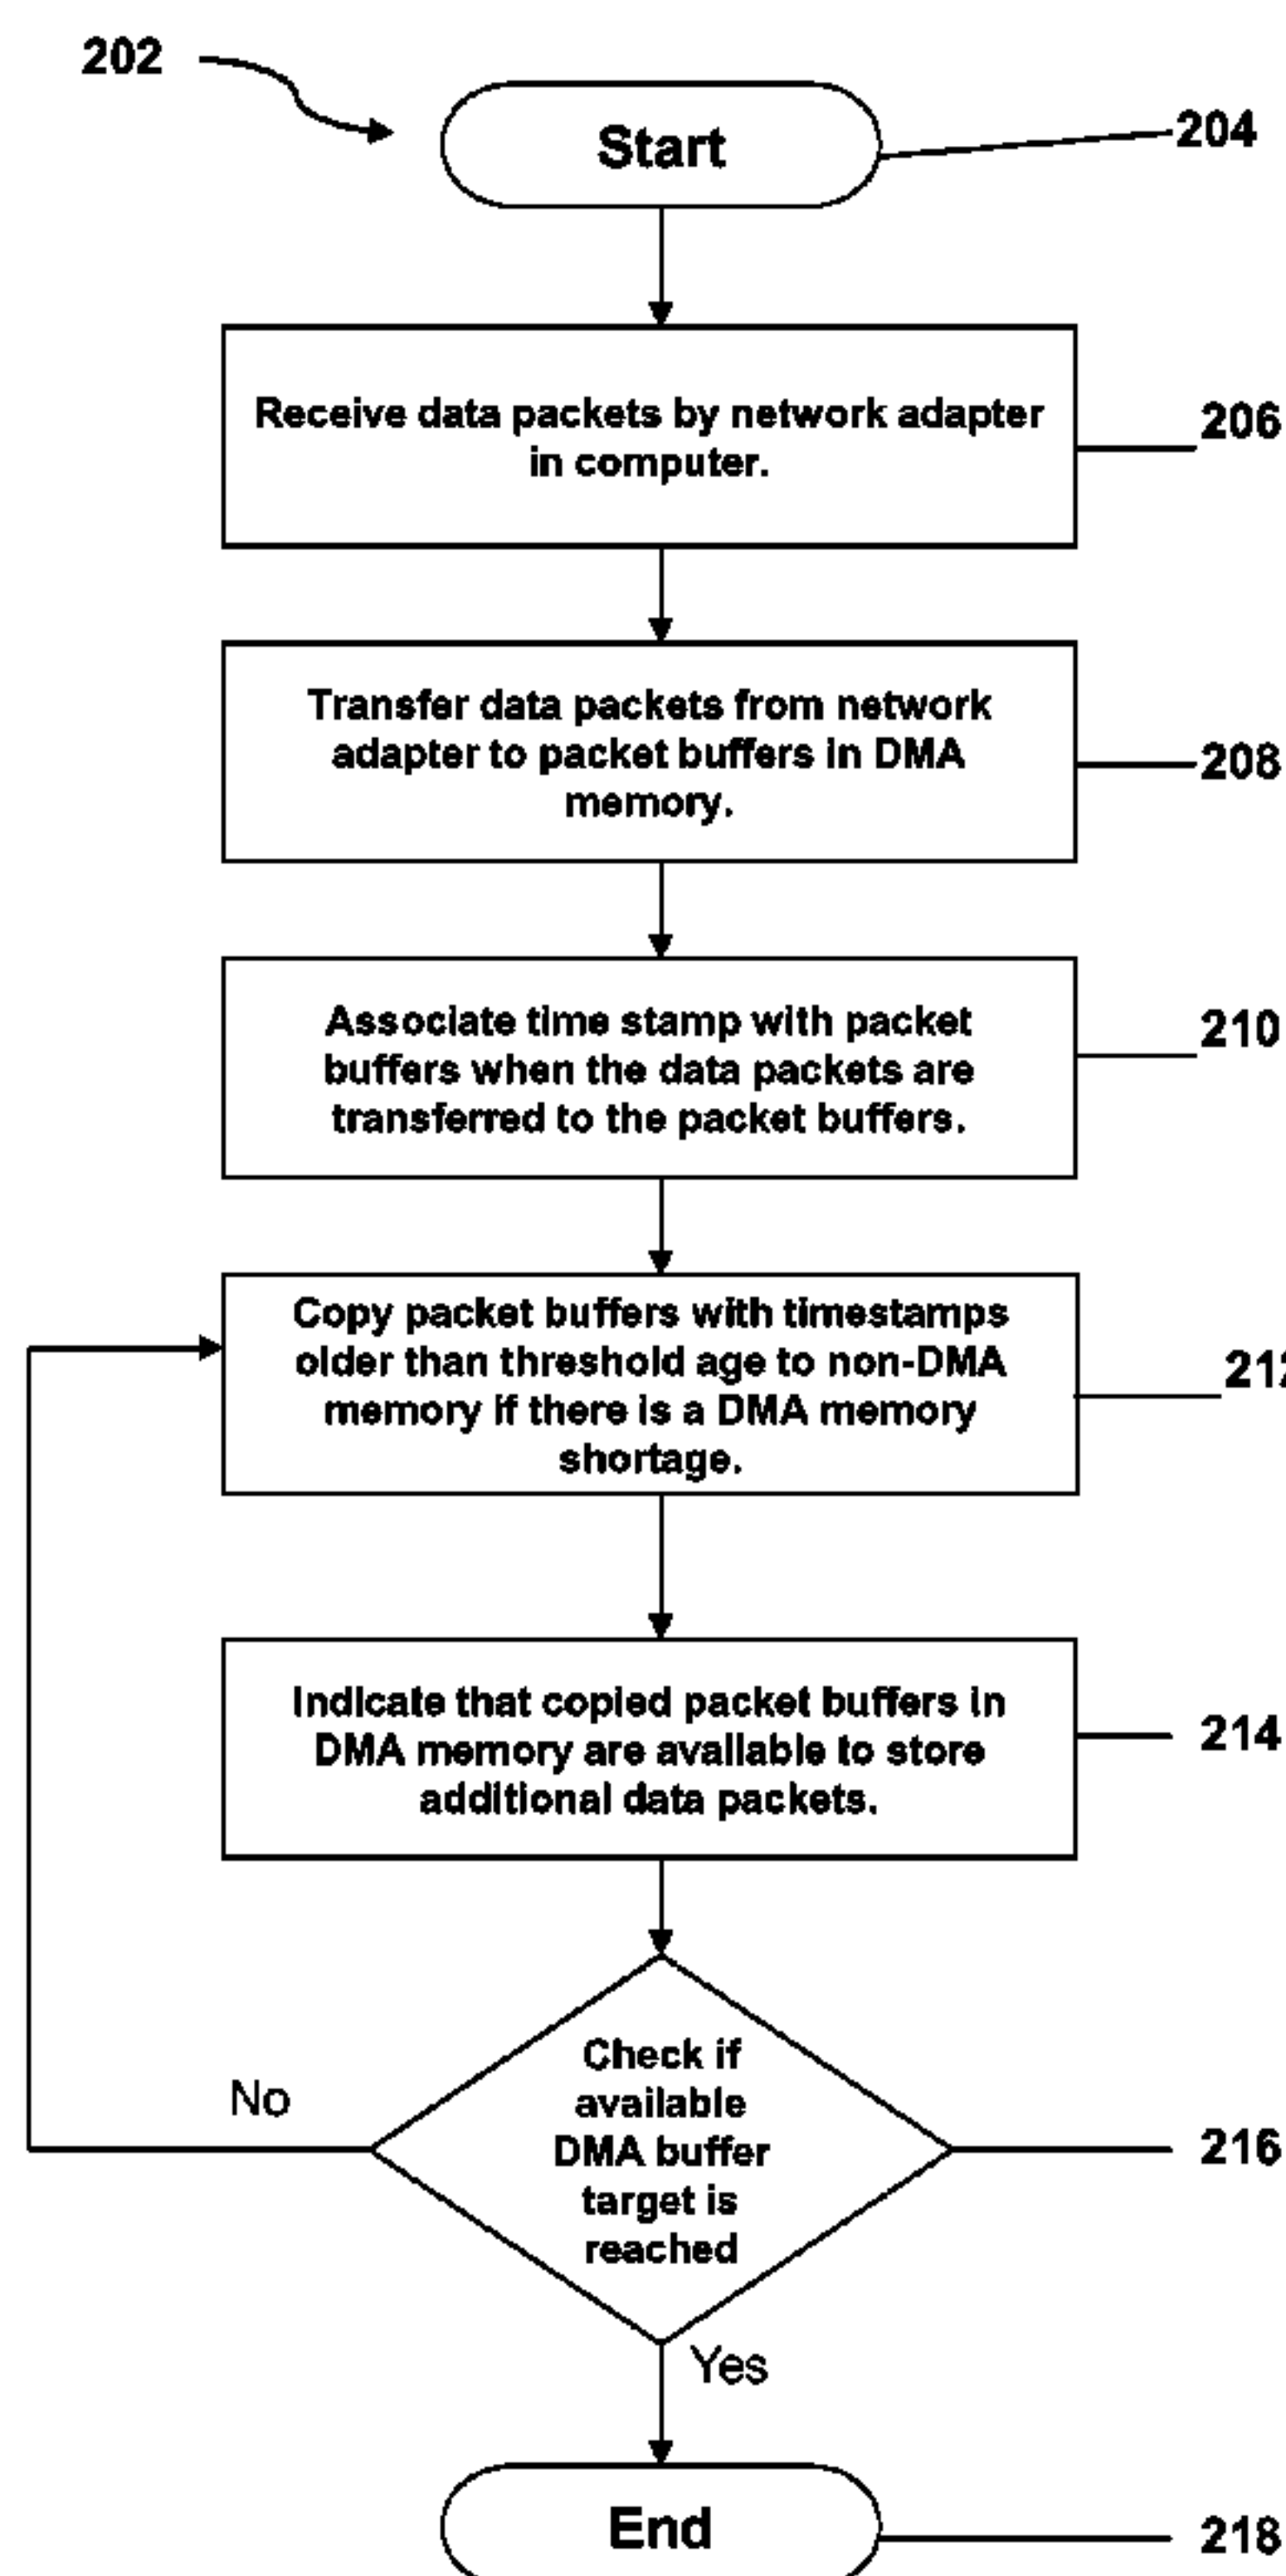 202
Start
204
Receive data packets by network adapter
in computer.
206
Transfer data packets from network
adapter to packet buffers in DMA
memory.
208
Associate time stamp with packet
buffers when the data packets are
transferred to the packet buffers.
210
Copy packet buffers with timestamps
older than threshold age to non-DMA
memory if there is a DMA memory
shortage.
212
Indicate that copied packet buffers in
DMA memory are available to store
additional data packets.
214
Check if
available
DMA buffer
target is
reached
No
216
Yes
End
218